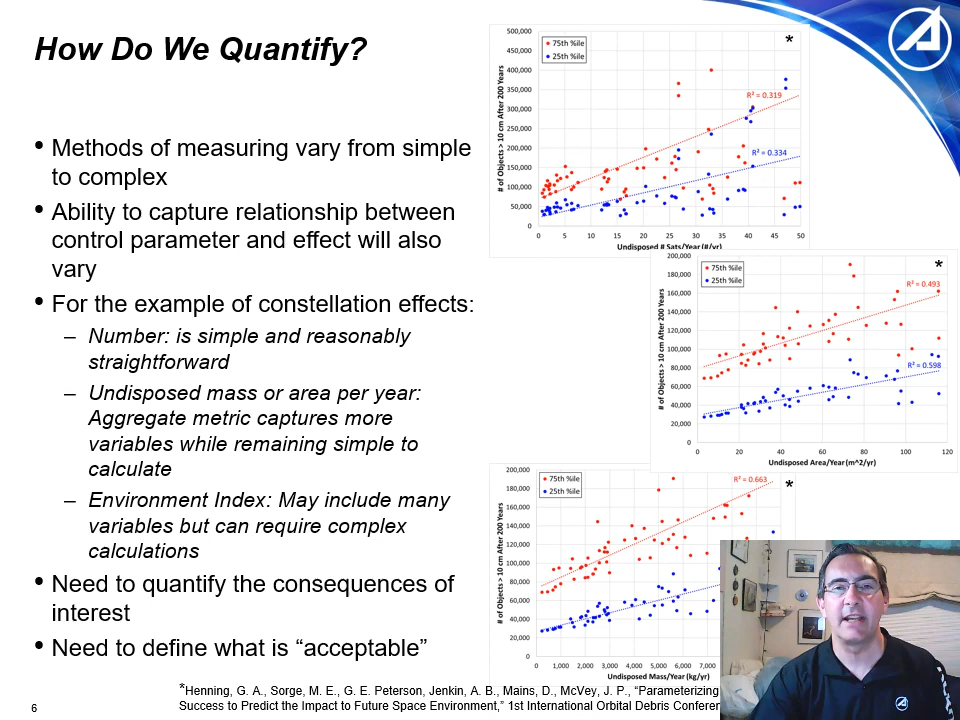 How Do We Quantify?
• Methods of measuring vary from simple
to complex
• Ability to capture relationship between
control parameter and effect will also
vary
• For the example of constellation effects:
– Number: is simple and reasonably
straightforward
– Undisposed mass or area per year:
Aggregate metric captures more
variables while remaining simple to
calculate
– Environment Index: May include many
variables but can require complex
calculations
• Need to quantify the consequences of
interest
• Need to define what is “acceptable”
*
# of Objects > 10 cm After 200 Years
500,000
450,000
400,000
350,000
300,000
250,000
200,000
150,000
100,000
50,000
0
75th %ile
25th %ile
R² = 0.319
R² = 0.334
0 5 10 15 20 25 30 35 40 45 50
Undisposed # Sats/Year (#/yr)
*
# of Objects > 10 cm After 200 Years
200,000
180,000
160,000
140,000
120,000
100,000
80,000
60,000
40,000
20,000
0
75th %ile
25th %ile
R² = 0.493
R² = 0.598
0 20 40 60 80 100 120
Undisposed Area/Year (m^2/yr)
*
# of Objects > 10 cm After 200 Years
200,000
180,000
160,000
140,000
120,000
100,000
80,000
60,000
40,000
20,000
0
75th %ile
25th %ile
R² = 0.663
0 1,000 2,000 3,000 4,000 5,000 6,000 7,000
Undisposed Mass/Year (kg/yr)
*Henning, G. A., Sorge, M. E., G. E. Peterson, Jenkin, A. B., Mains, D., McVey, J. P., “Parameterizing
Success to Predict the Impact to Future Space Environment,” 1st International Orbital Debris
6